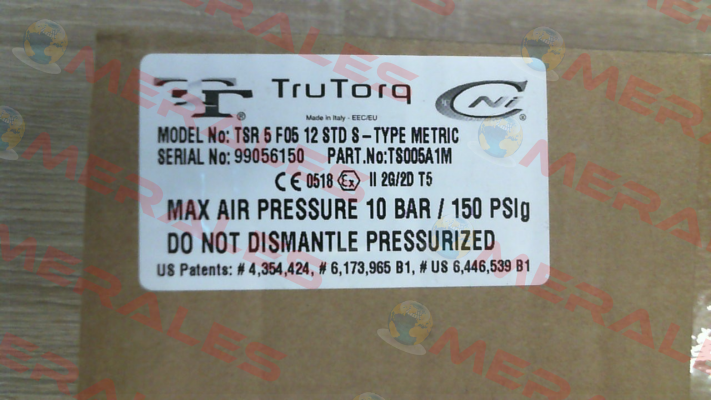 TruTorq
C Ni
Made in Italy - EEC/EU
MODEL No: TSR 5 F05 12 STD S-TYPE METRIC
SERIAL No: 99056150 PART.No:TS005A1M
CE 0518 Ex II 2G/2D T5
MAX AIR PRESSURE 10 BAR / 150 PSIg
DO NOT DISMANTLE PRESSURIZED
US Patents: # 4,354,424, # 6,173,965 B1, # US 6,446,539 B1
MERALES